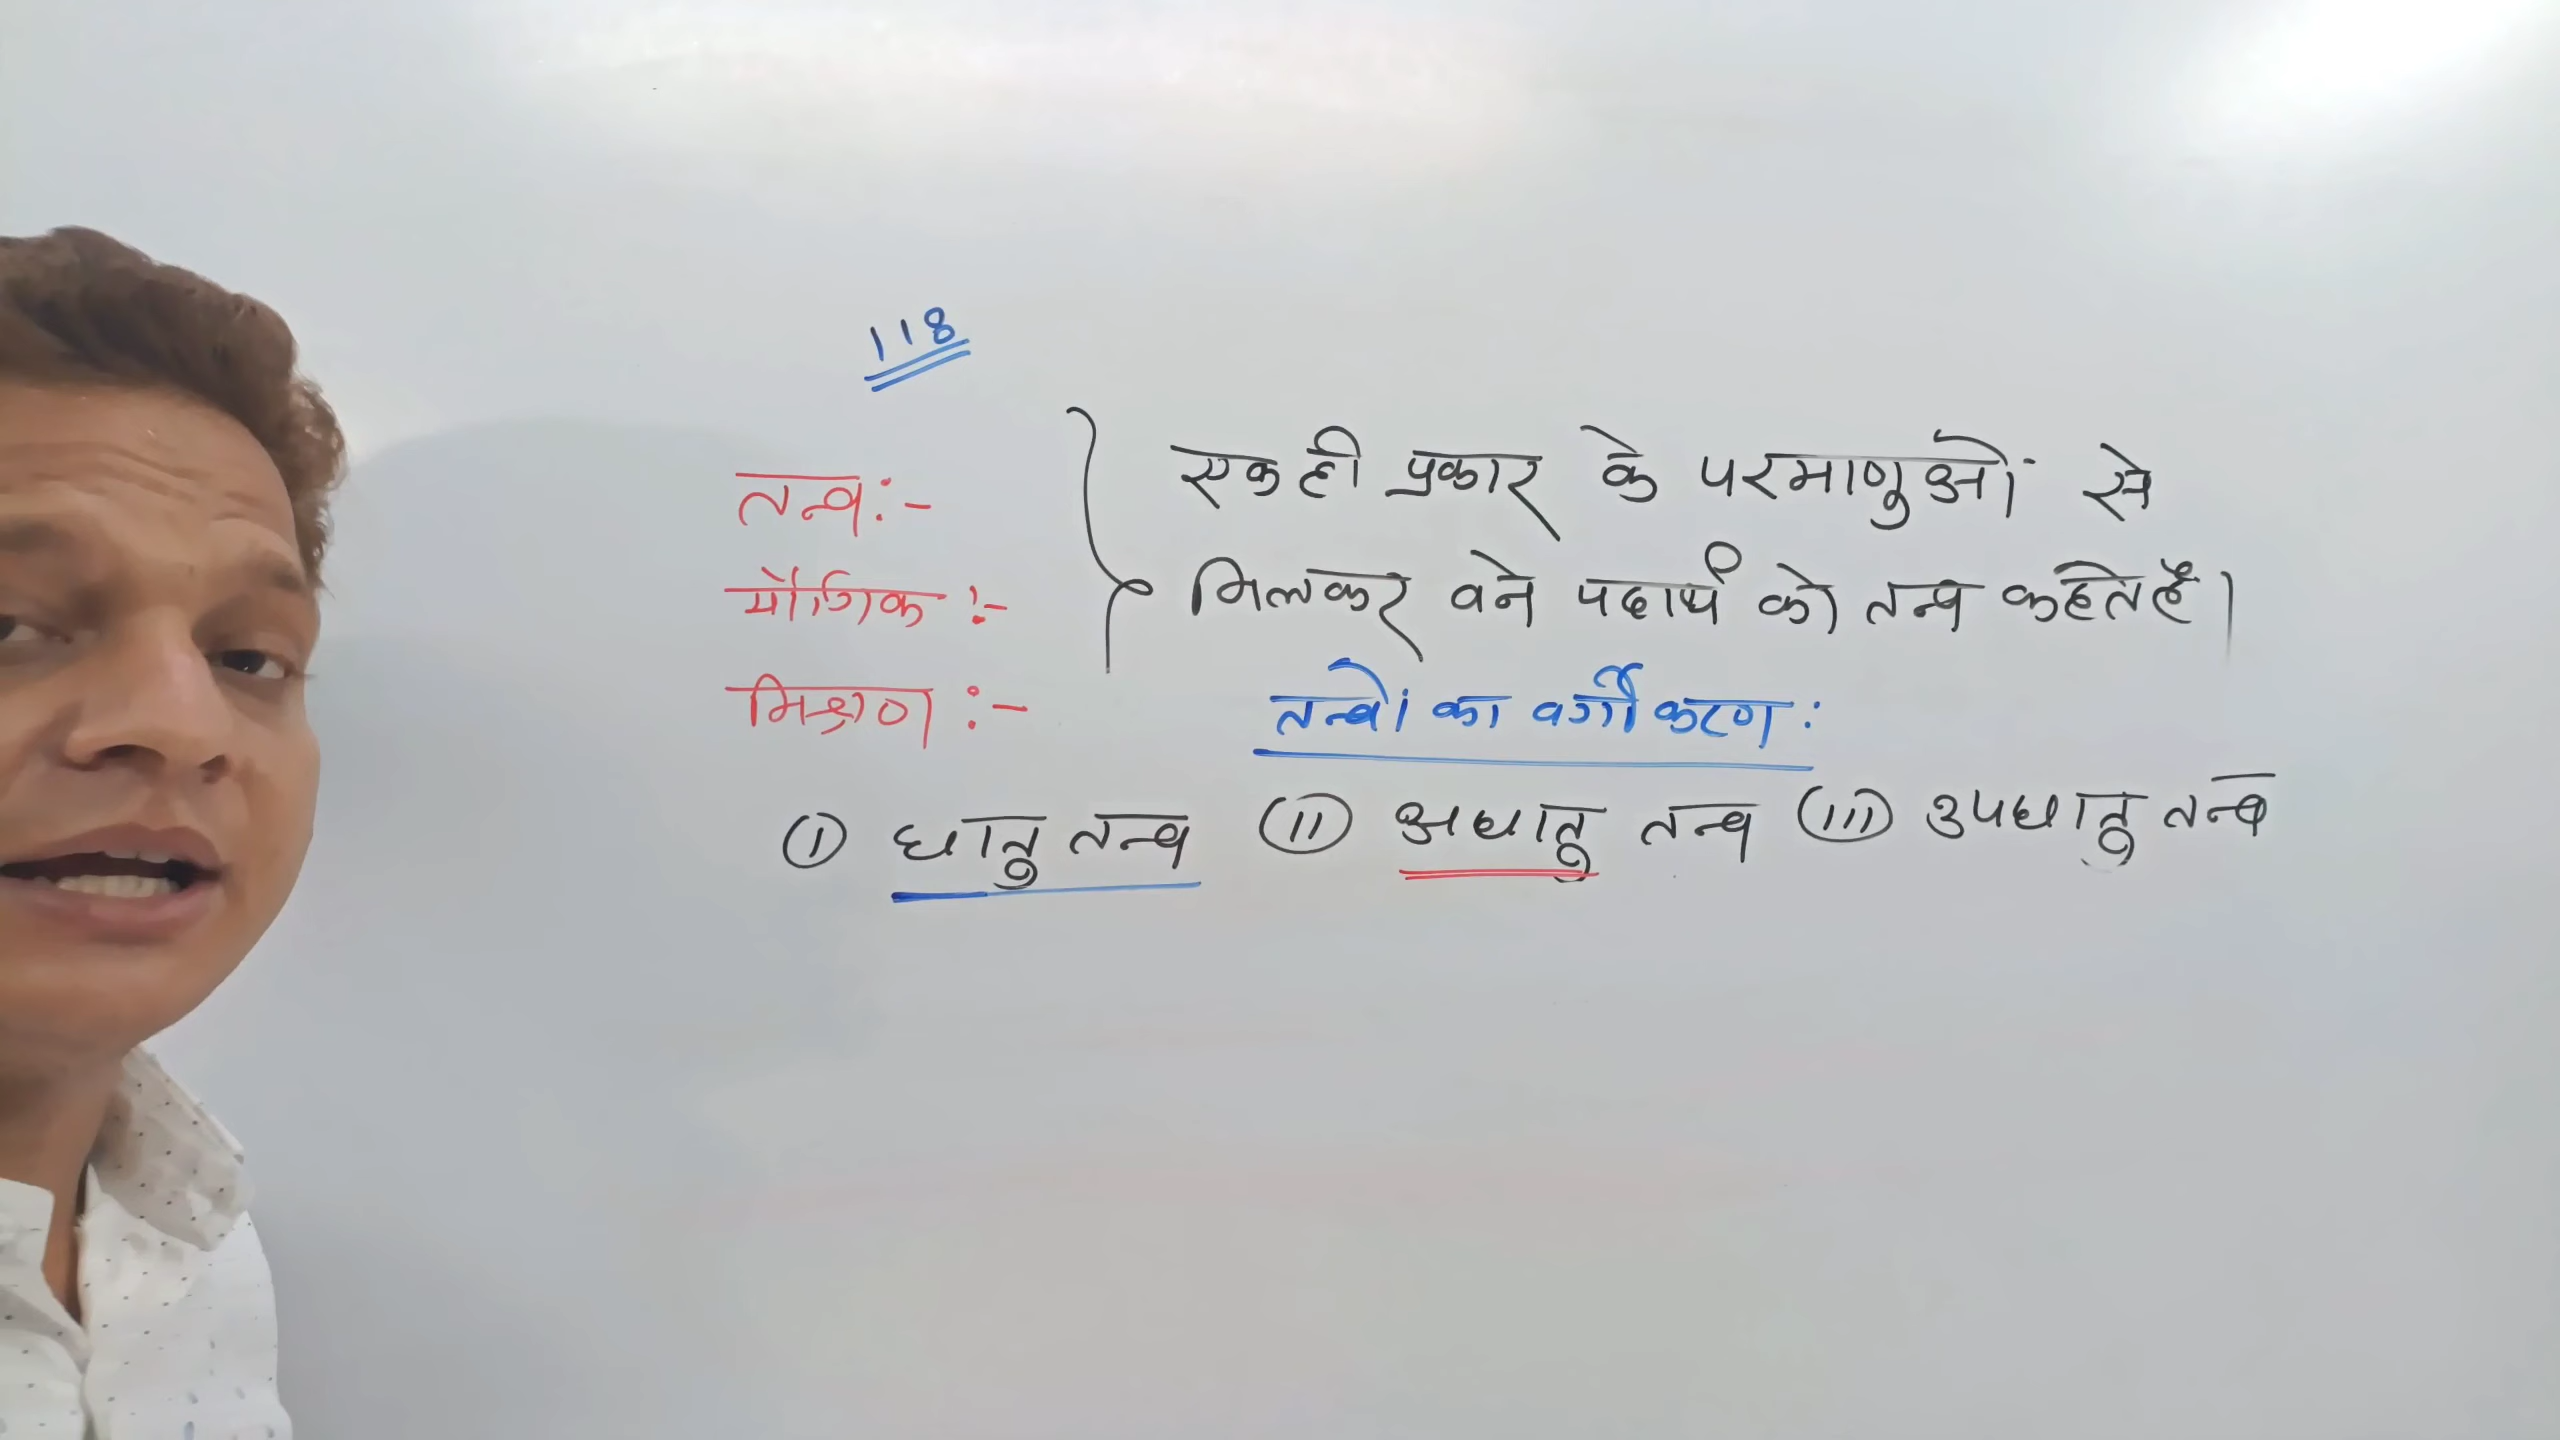 118
तत्व :-
यौगिक :-
मिश्रण :-
एक ही प्रकार के परमाणुओं से
मिलकर बने पदार्थ को तत्व कहते है।
तत्वों का वर्गीकरण :
(i) धातु तत्व (ii) अधातु तत्व (iii) उपधातु तत्व